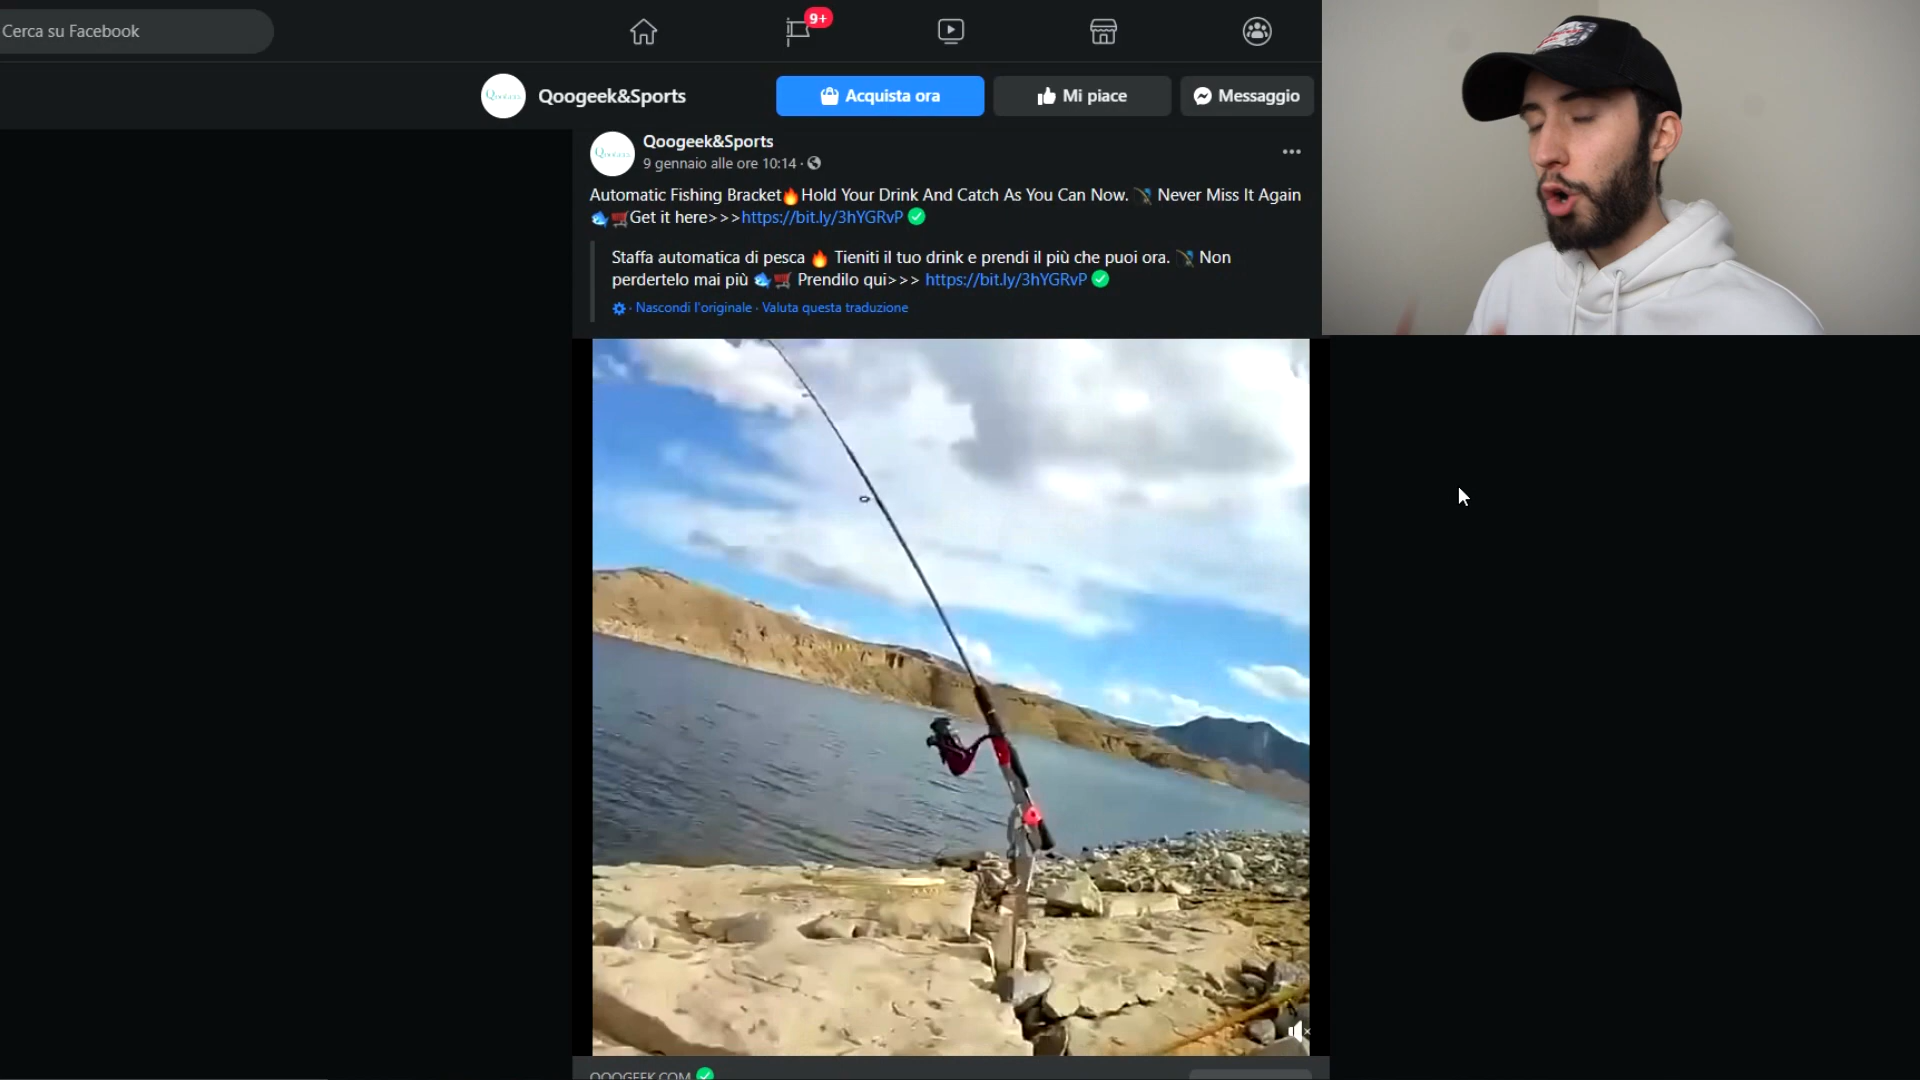 Cerca su Facebook
9+
Qoogeek&Sports
Acquista ora
Mi piace
Messaggio
Qoogeek&Sports
9 gennaio alle ore 10:14 ·
Automatic Fishing Bracket🔥Hold Your Drink And Catch As You Can Now. 🎣 Never Miss It Again
🐟🛒Get it here>>>https://bit.ly/3hYGRvP ✅
Staffa automatica di pesca 🔥 Tieniti il tuo drink e prendi il più che puoi ora. 🎣 Non
perdertelo mai più 🐟🛒 Prendilo qui>>> https://bit.ly/3hYGRvP ✅
· Nascondi l'originale · Valuta questa traduzione
QOOGEEK.COM